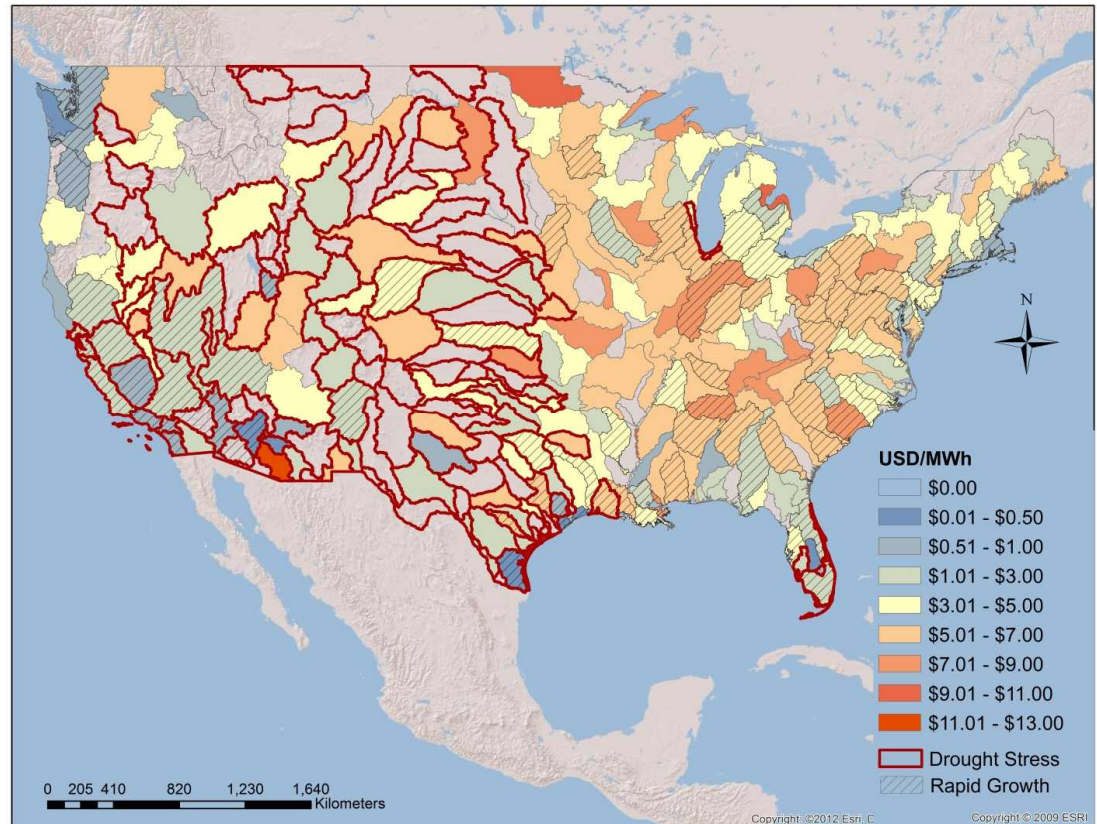 N
USD/MWh
$0.00
$0.01 - $0.50
$0.51 - $1.00
$1.01 - $3.00
$3.01 - $5.00
$5.01 - $7.00
$7.01 - $9.00
$9.01 - $11.00
$11.01 - $13.00
Drought Stress
Rapid Growth
0 205 410 820 1,230 1,640
Kilometers
Copyright: ©2012 Esri, D
Copyright © 2009 ESRI